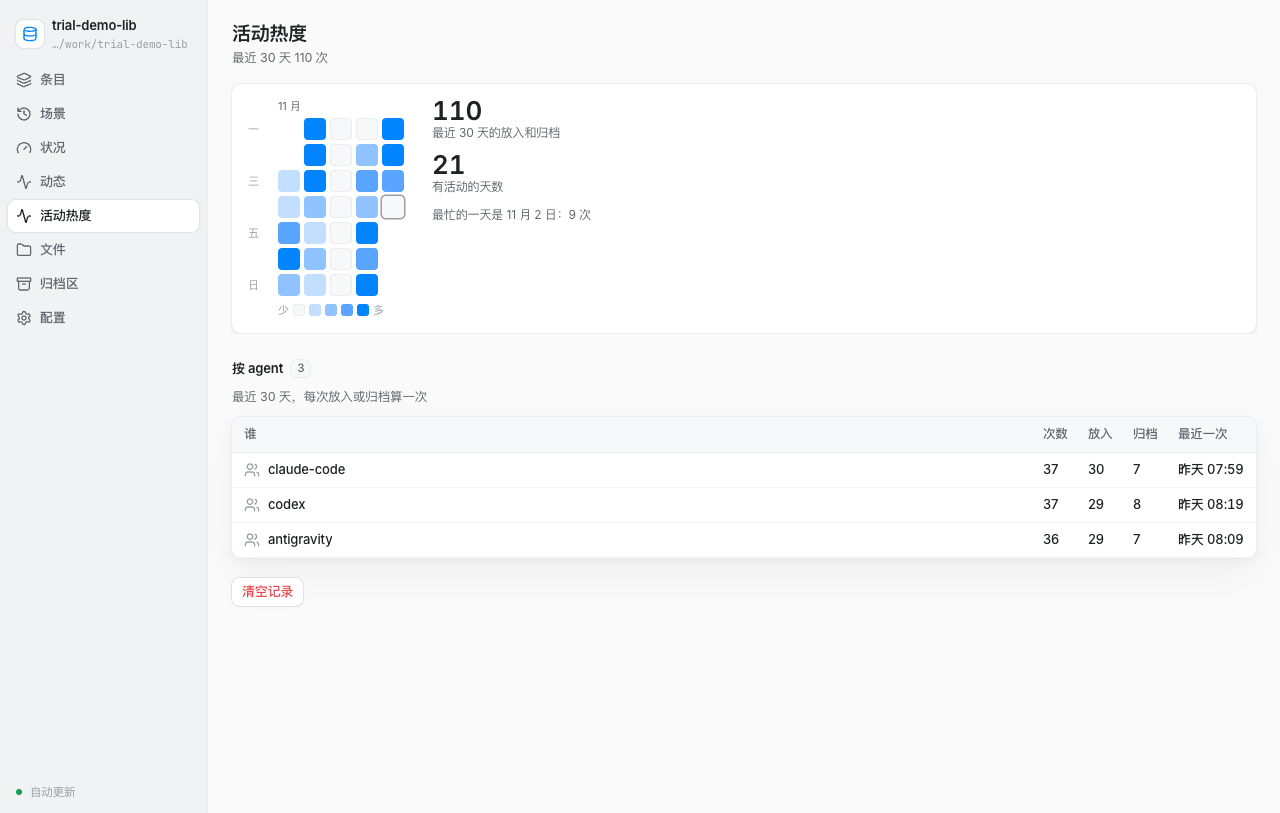 trial-demo-lib
…/work/trial-demo-lib
条目
场景
状况
动态
活动热度
文件
归档区
配置
自动更新
活动热度
最近 30 天 110 次
11 月
一
三
五
日
少
多
110
最近 30 天的放入和归档
21
有活动的天数
最忙的一天是 11 月 2 日：9 次
按 agent 3
最近 30 天，每次放入或归档算一次
谁 次数 放入 归档 最近一次
claude-code 37 30 7 昨天 07:59
codex 37 29 8 昨天 08:19
antigravity 36 29 7 昨天 08:09
清空记录